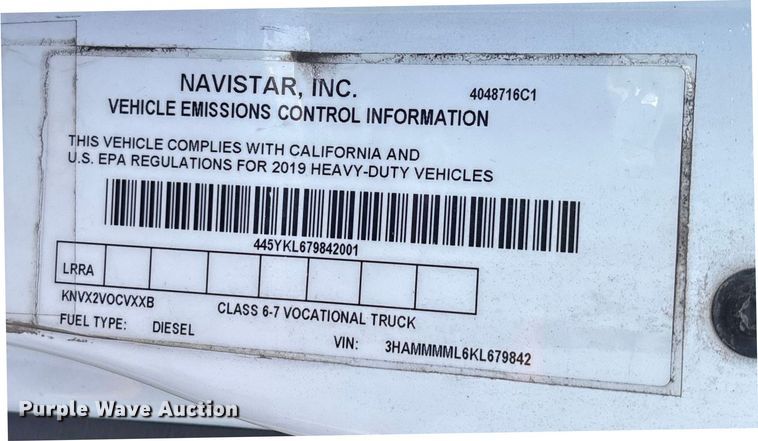 NAVISTAR, INC.
4048716C1
VEHICLE EMISSIONS CONTROL INFORMATION
THIS VEHICLE COMPLIES WITH CALIFORNIA AND
U.S. EPA REGULATIONS FOR 2019 HEAVY-DUTY VEHICLES
445YKL679842001
LRRA
KNVX2VOCVXXB
CLASS 6-7 VOCATIONAL TRUCK
FUEL TYPE: DIESEL
VIN: 3HAMMMML6KL679842
Purple Wave Auction